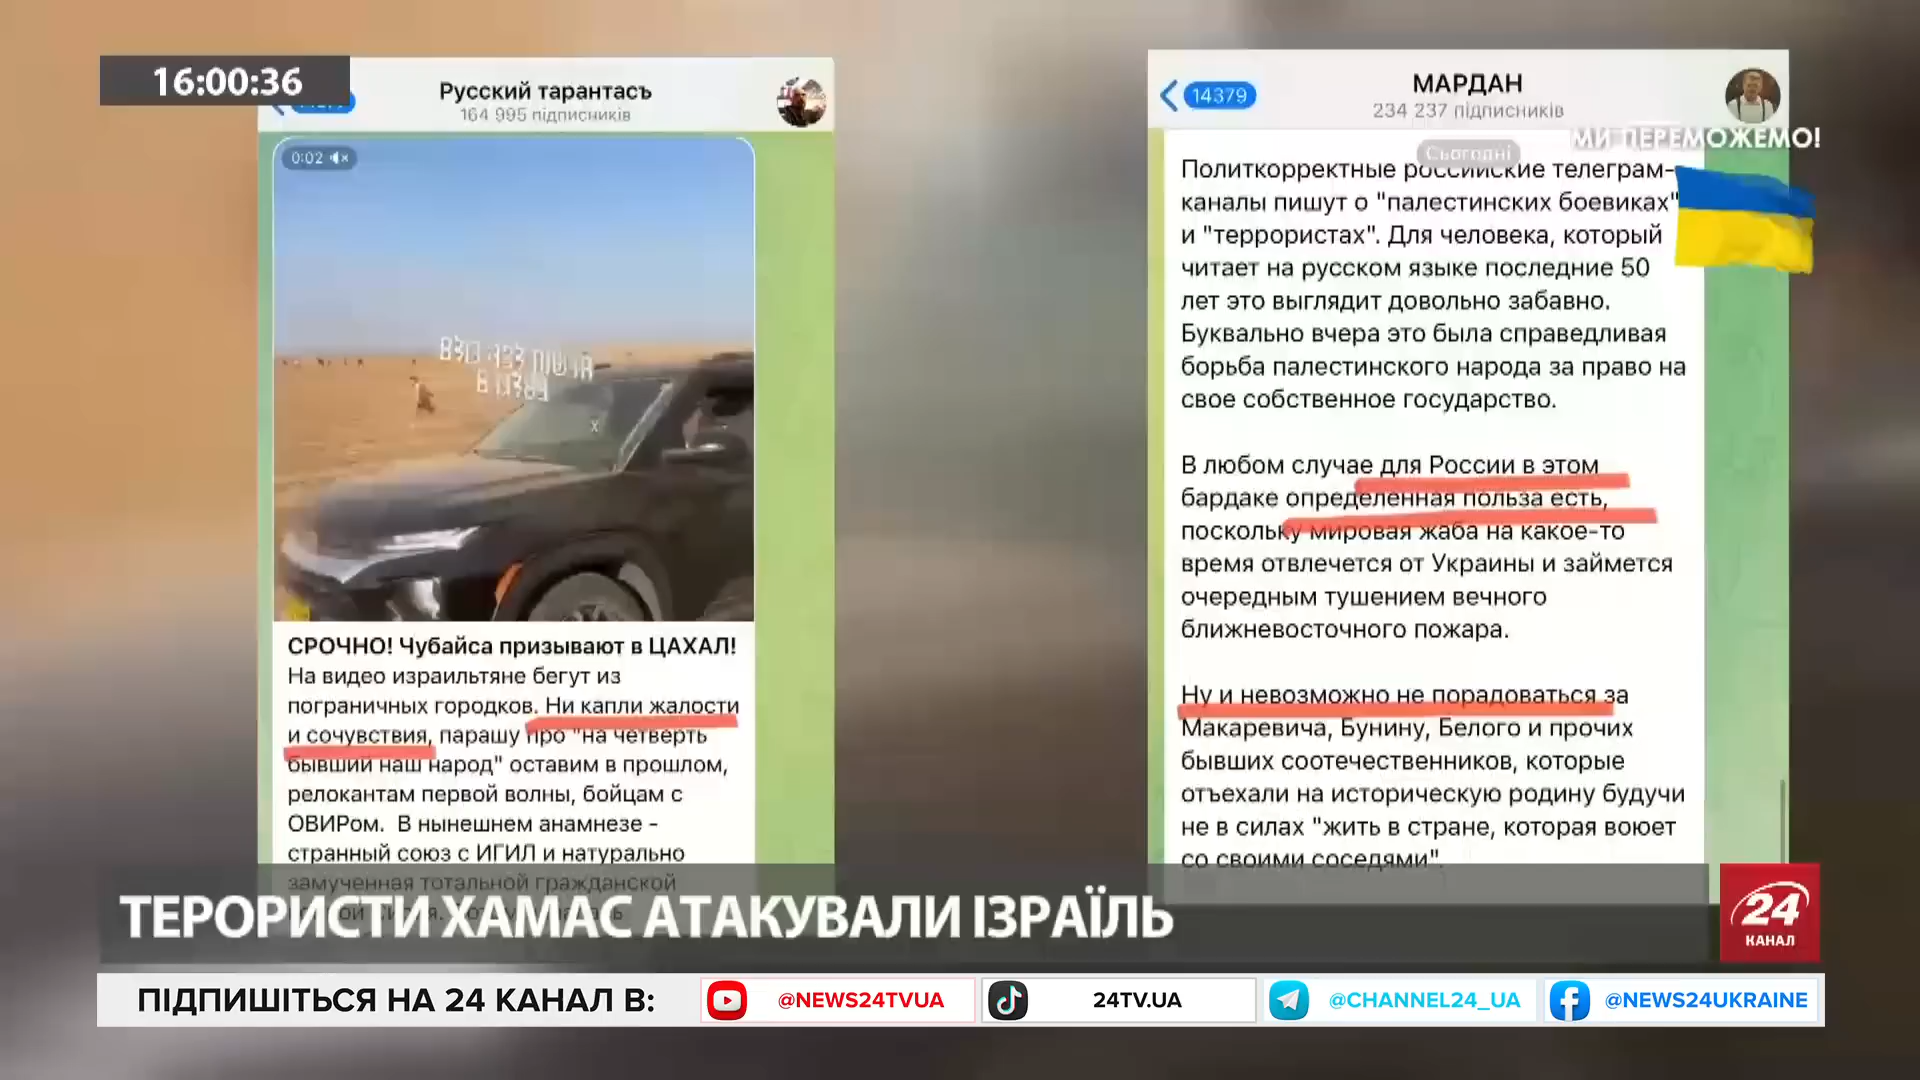 16:00:36
Русский тарантасъ
164 995 підписників
0:02
СРОЧНО! Чубайса призывают в ЦАХАЛ!
На видео израильтяне бегут из
пограничных городков. Ни капли жалости
и сочувствия, парашу про "на четверть
бывший наш народ" оставим в прошлом,
релокантам первой волны, бойцам с
ОВИРом. В нынешнем анамнезе -
странный союз с ИГИЛ и натурально
замученная тотальной гражданской
14379
МАРДАН
234 237 підписників
МИ ПЕРЕМОЖЕМО!
Сьогодні
Политкорректные российские телеграм-
каналы пишут о "палестинских боевиках"
и "террористах". Для человека, который
читает на русском языке последние 50
лет это выглядит довольно забавно.
Буквально вчера это была справедливая
борьба палестинского народа за право на
свое собственное государство.
В любом случае для России в этом
бардаке определенная польза есть,
поскольку мировая жаба на какое-то
время отвлечется от Украины и займется
очередным тушением вечного
ближневосточного пожара.
Ну и невозможно не порадоваться за
Макаревича, Бунину, Белого и прочих
бывших соотечественников, которые
отъехали на историческую родину будучи
не в силах "жить в стране, которая воюет
со своими соседями".
ТЕРОРИСТИ ХАМАС АТАКУВАЛИ ІЗРАЇЛЬ
24
КАНАЛ
ПІДПИШІТЬСЯ НА 24 КАНАЛ В:
@NEWS24TVUA
24TV.UA
@CHANNEL24_UA
@NEWS24UKRAINE